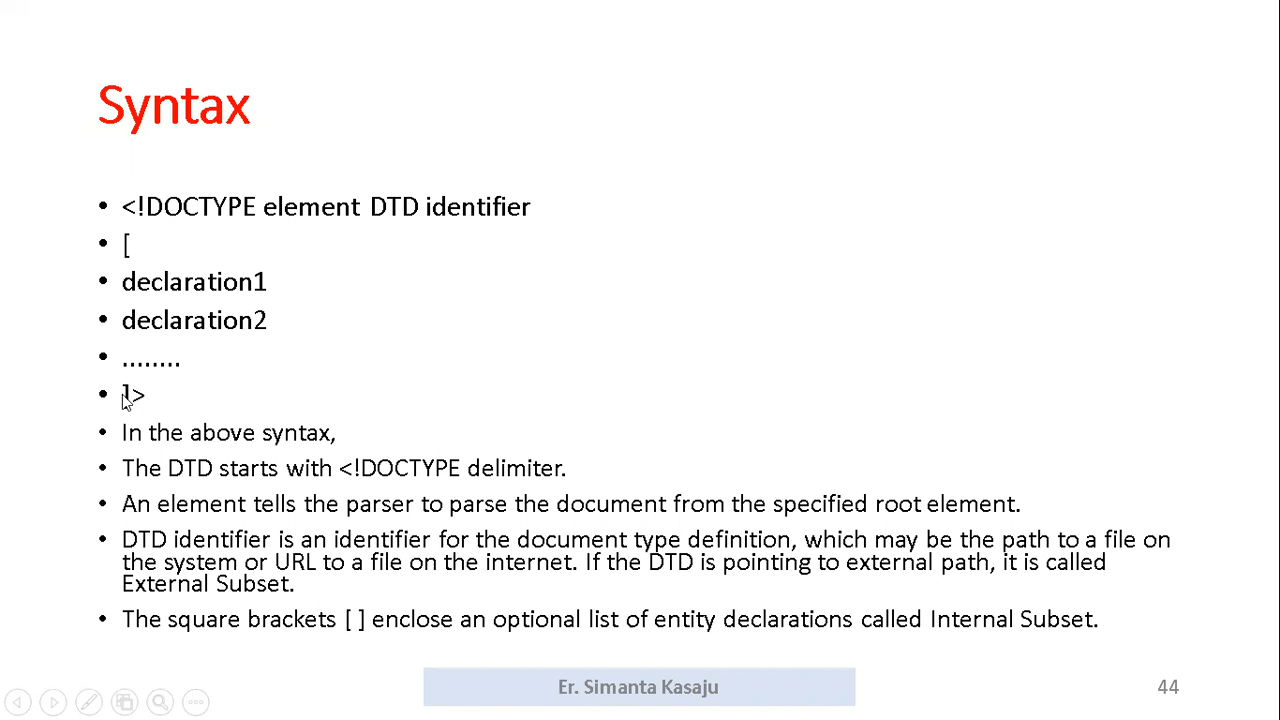 Syntax
• <!DOCTYPE element DTD identifier
• [
• declaration1
• declaration2
• ........
• ]>
• In the above syntax,
• The DTD starts with <!DOCTYPE delimiter.
• An element tells the parser to parse the document from the specified root element.
• DTD identifier is an identifier for the document type definition, which may be the path to a file on
the system or URL to a file on the internet. If the DTD is pointing to external path, it is called
External Subset.
• The square brackets [ ] enclose an optional list of entity declarations called Internal Subset.
Er. Simanta Kasaju
44